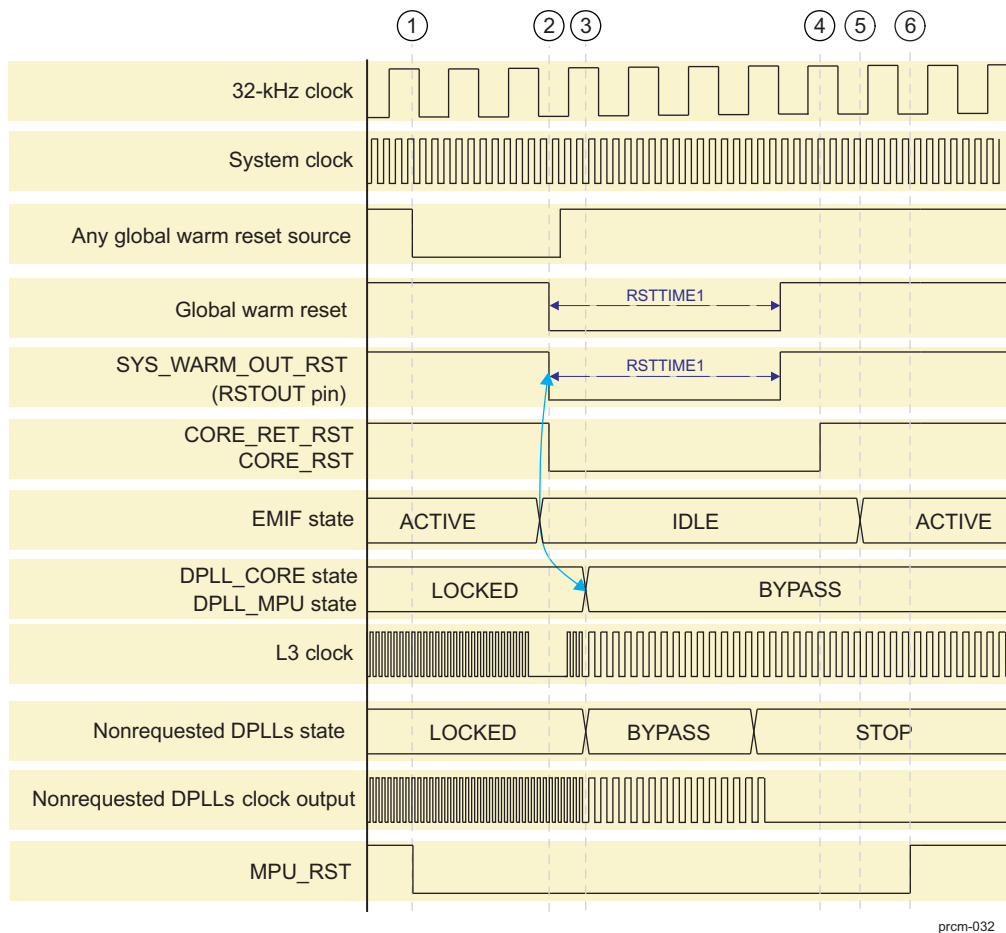 1 2 3 4 5 6
32-kHz clock
System clock
Any global warm reset source
Global warm reset
RSTTIME1
SYS_WARM_OUT_RST
(RSTOUT pin)
RSTTIME1
CORE_RET_RST
CORE_RST
EMIF state
ACTIVE IDLE ACTIVE
DPLL_CORE state
DPLL_MPU state
LOCKED BYPASS
L3 clock
Nonrequested DPLLs state
LOCKED BYPASS STOP
Nonrequested DPLLs clock output
MPU_RST
prcm-032